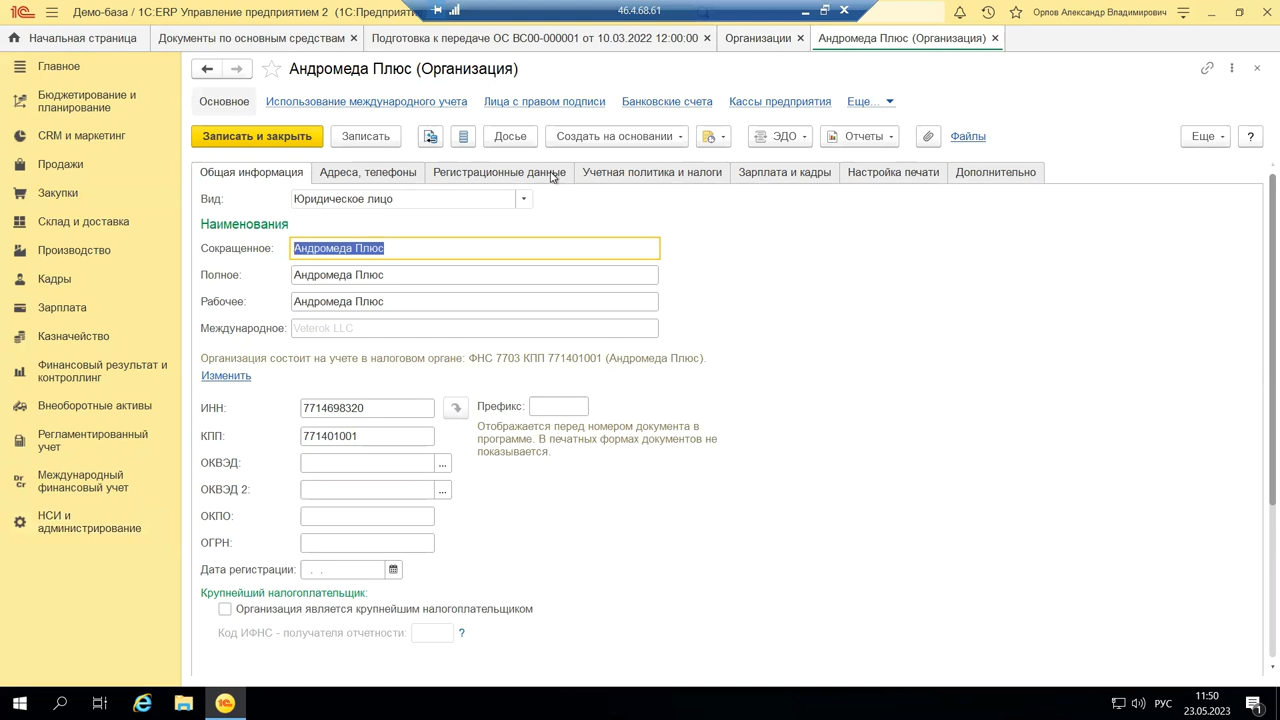 Демо-база / 1С:ERP Управление предприятием 2 (1С:Предприятие
46.4.68.61
Орлов Александр Владимирович
Начальная страница
Документы по основным средствам ×
Подготовка к передаче ОС ВС00-000001 от 10.03.2022 12:00:00 ×
Организации ×
Андромеда Плюс (Организация) ×
Главное
Бюджетирование и
планирование
CRM и маркетинг
Продажи
Закупки
Склад и доставка
Производство
Кадры
Зарплата
Казначейство
Финансовый результат и
контроллинг
Внеоборотные активы
Регламентированный
учет
Международный
финансовый учет
НСИ и
администрирование
Андромеда Плюс (Организация)
Основное
Использование международного учета
Лица с правом подписи
Банковские счета
Кассы предприятия
Еще...
Записать и закрыть
Записать
Досье
Создать на основании
ЭДО
Отчеты
Файлы
Еще
?
Общая информация
Адреса, телефоны
Регистрационные данные
Учетная политика и налоги
Зарплата и кадры
Настройка печати
Дополнительно
Вид: Юридическое лицо
Наименования
Сокращенное: Андромеда Плюс
Полное: Андромеда Плюс
Рабочее: Андромеда Плюс
Международное: Veterok LLC
Организация состоит на учете в налоговом органе: ФНС 7703 КПП 771401001 (Андромеда Плюс).
Изменить
ИНН: 7714698320
Префикс:
Отображается перед номером документа в
программе. В печатных формах документов не
показывается.
КПП: 771401001
ОКВЭД: ...
ОКВЭД 2: ...
ОКПО:
ОГРН:
Дата регистрации: . .
Крупнейший налогоплательщик:
Организация является крупнейшим налогоплательщиком
Код ИФНС - получателя отчетности: ?
РУС
11:50
23.05.2023
1